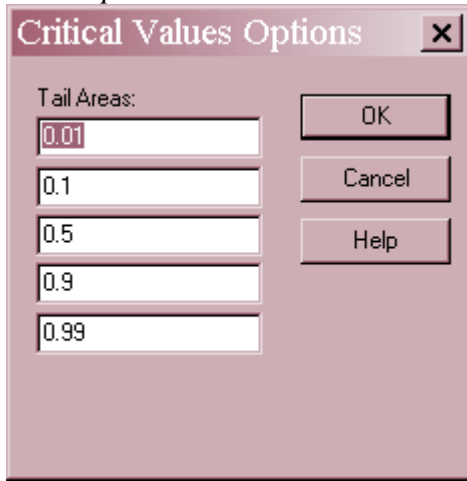 Critical Values Options
Tail Areas:
0.01
0.1
0.5
0.9
0.99
OK
Cancel
Help